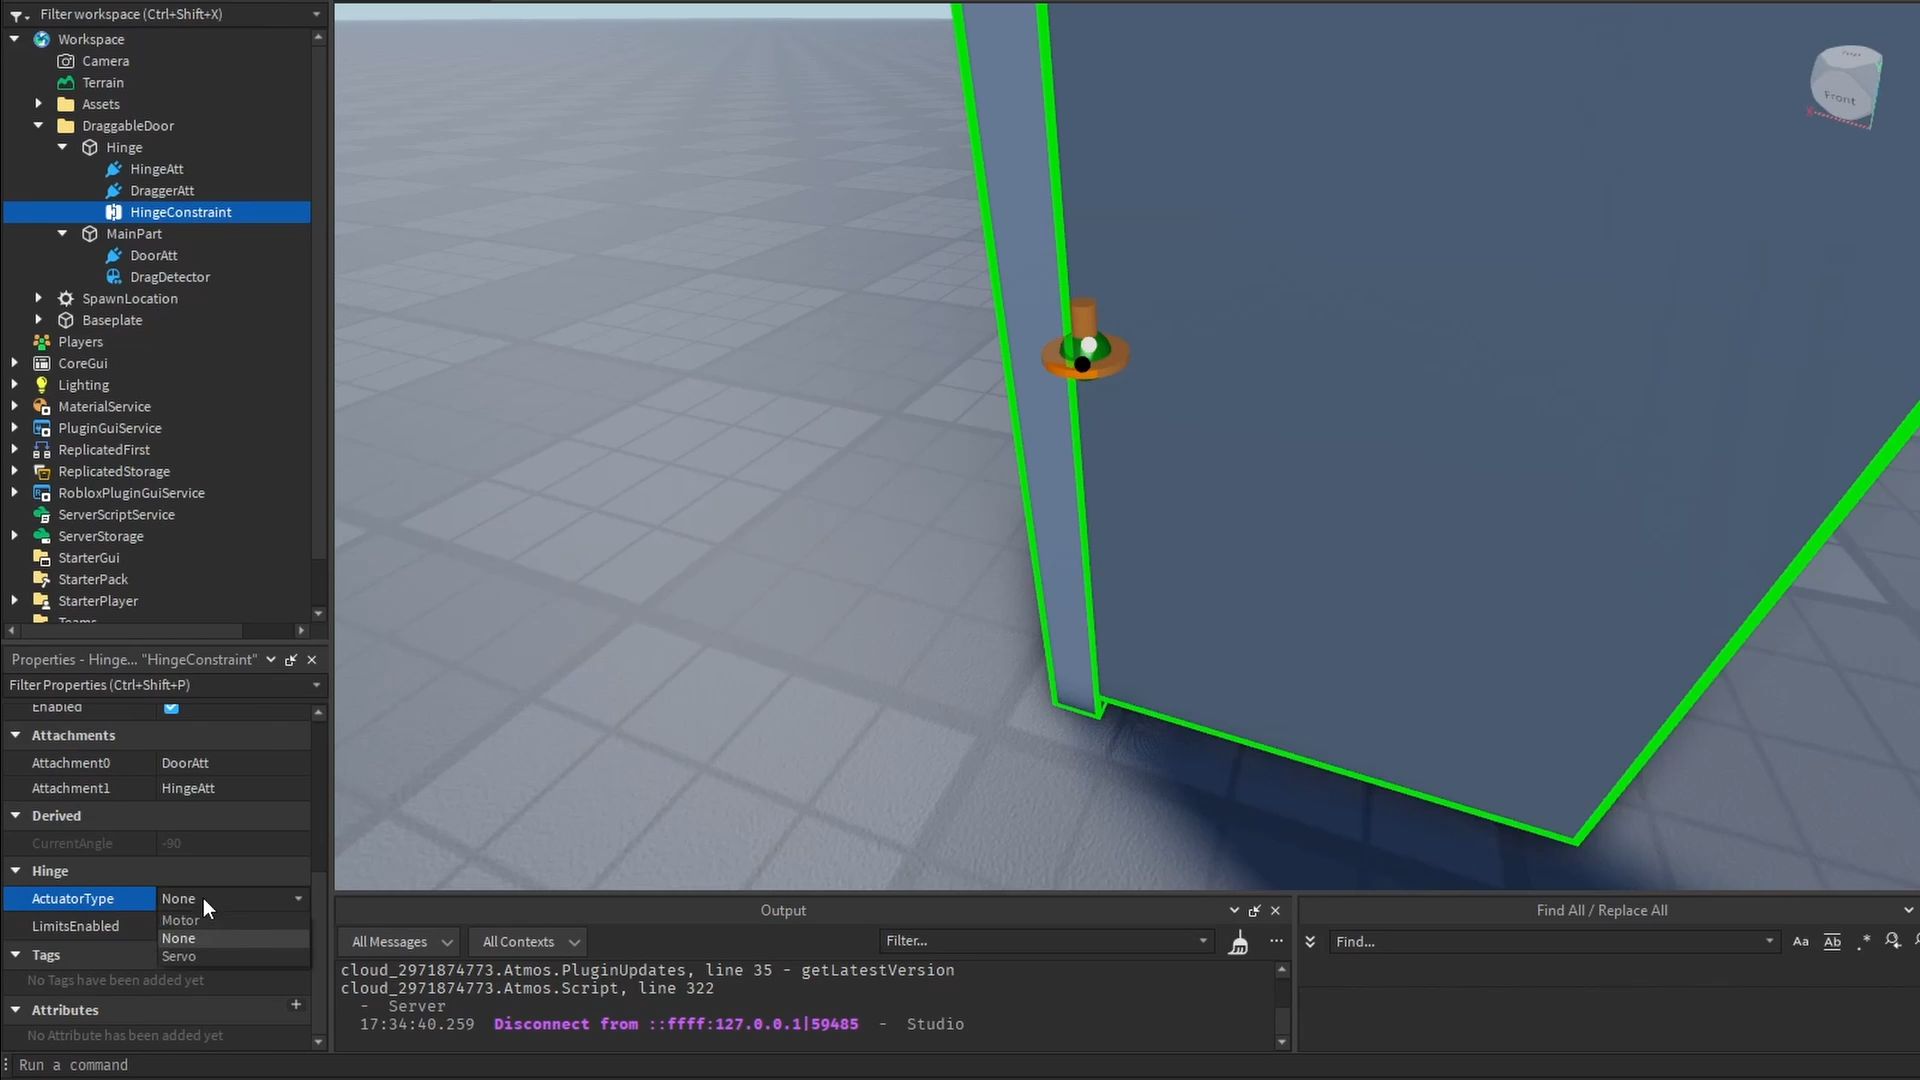 Filter workspace (Ctrl+Shift+X)
Workspace
Camera
Terrain
Assets
DraggableDoor
Hinge
HingeAtt
DraggerAtt
HingeConstraint
MainPart
DoorAtt
DragDetector
SpawnLocation
Baseplate
Players
CoreGui
Lighting
MaterialService
PluginGuiService
ReplicatedFirst
ReplicatedStorage
RobloxPluginGuiService
ServerScriptService
ServerStorage
StarterGui
StarterPack
StarterPlayer
Teams
Properties - Hinge... "HingeConstraint"
Filter Properties (Ctrl+Shift+P)
Enabled
Attachments
Attachment0 DoorAtt
Attachment1 HingeAtt
Derived
CurrentAngle -90
Hinge
ActuatorType None
Motor
LimitsEnabled
None
Servo
Tags
No Tags have been added yet
Attributes +
No Attribute has been added yet
Run a command
Front
Output
All Messages All Contexts Filter...
cloud_2971874773.Atmos.PluginUpdates, line 35 - getLatestVersion
cloud_2971874773.Atmos.Script, line 322
- Server
17:34:40.259 Disconnect from ::ffff:127.0.0.1|59485 - Studio
Find All / Replace All
Find... Aa Ab .*